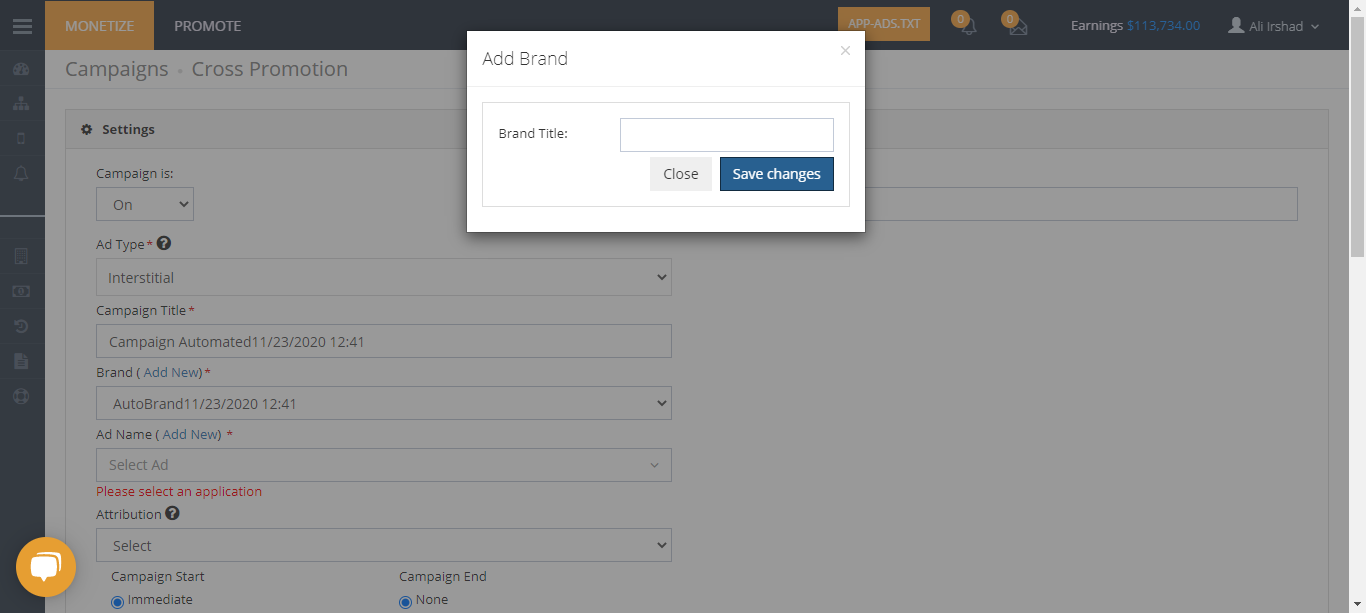 MONETIZE PROMOTE APP-ADS.TXT 0 0 Earnings $113,734.00 Ali Irshad
Campaigns Cross Promotion
Add Brand ×
Brand Title:
Close Save changes
Settings
Campaign is:
On
Ad Type *
Interstitial
Campaign Title *
Campaign Automated11/23/2020 12:41
Brand ( Add New) *
AutoBrand11/23/2020 12:41
Ad Name ( Add New) *
Select Ad
Please select an application
Attribution
Select
Campaign Start Campaign End
Immediate None